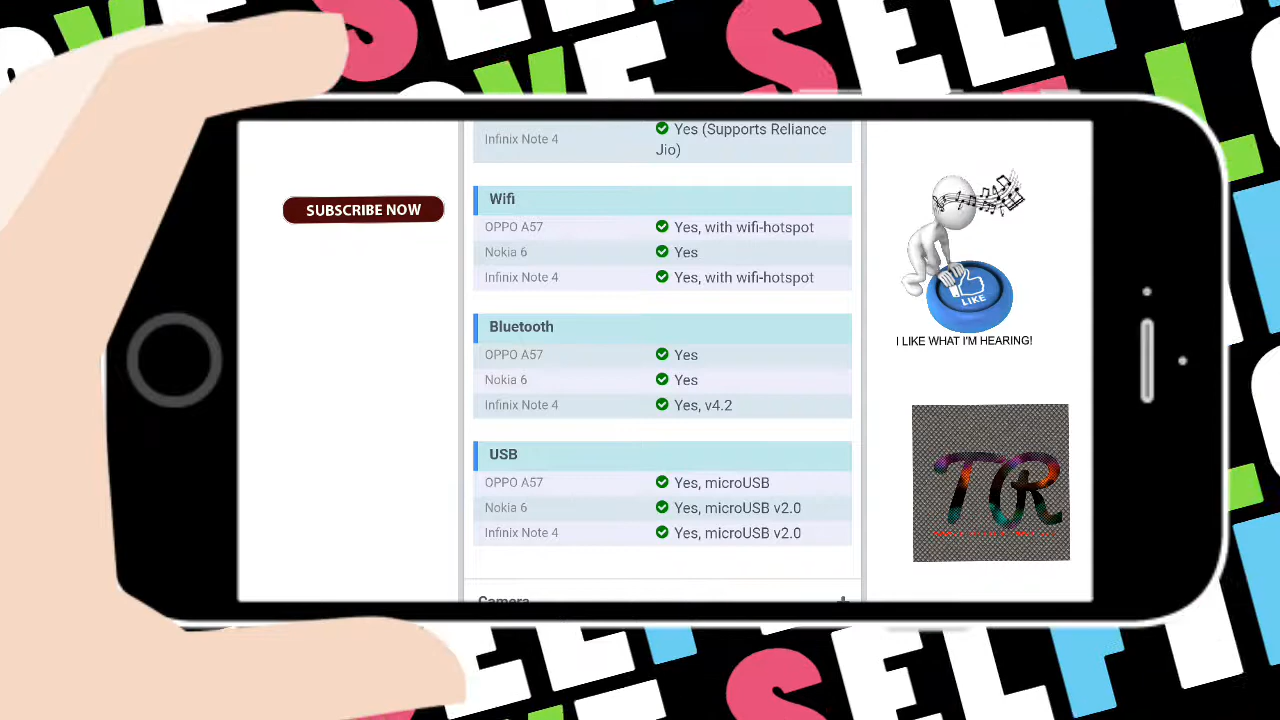 Infinix Note 4
Yes (Supports Reliance
Jio)
Wifi
OPPO A57
Yes, with wifi-hotspot
Nokia 6
Yes
Infinix Note 4
Yes, with wifi-hotspot
Bluetooth
OPPO A57
Yes
Nokia 6
Yes
Infinix Note 4
Yes, v4.2
USB
OPPO A57
Yes, microUSB
Nokia 6
Yes, microUSB v2.0
Infinix Note 4
Yes, microUSB v2.0
Camera
SUBSCRIBE NOW
LIKE
I LIKE WHAT I'M HEARING!
TR